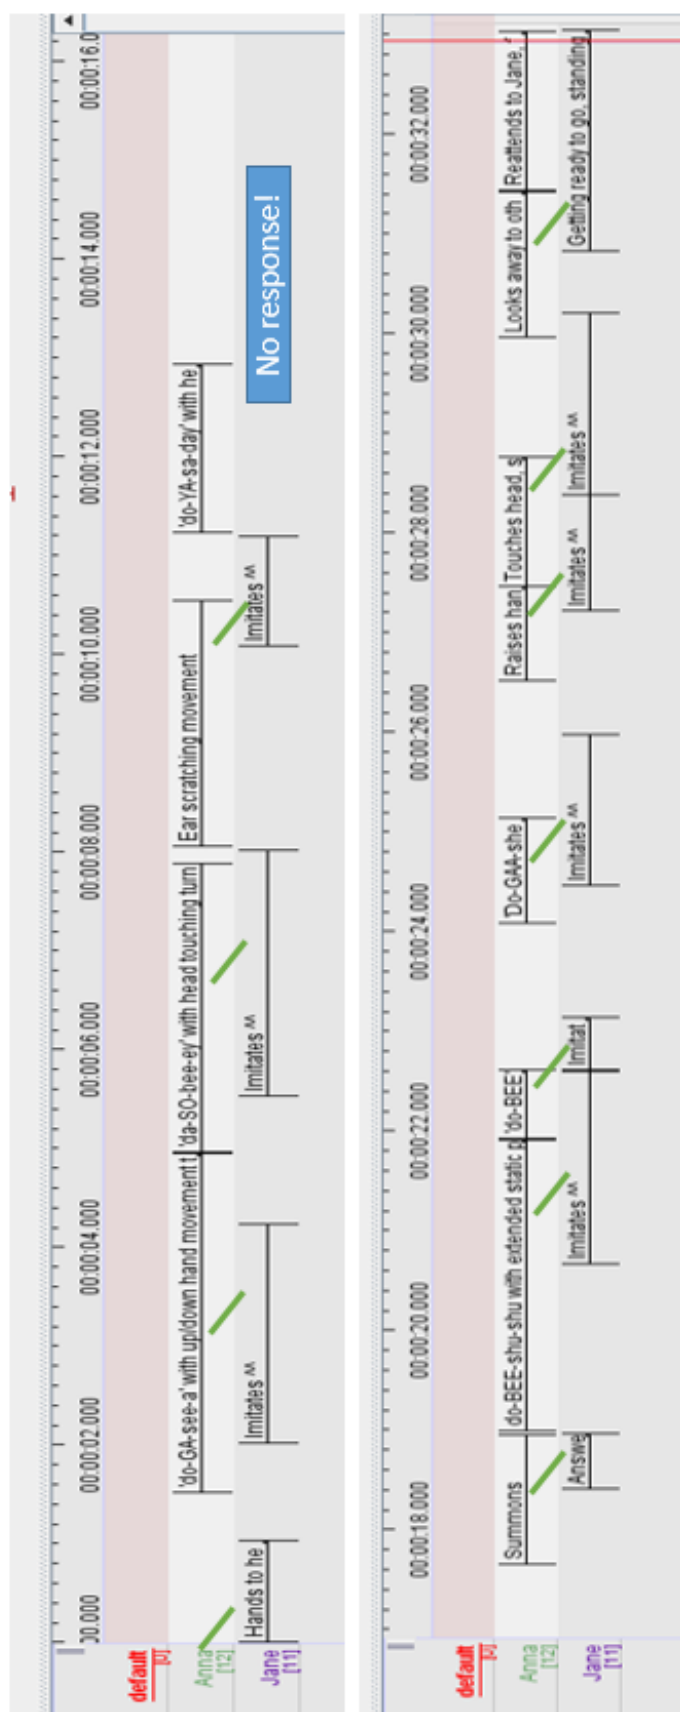 00.000 00:00:02.000 00:00:04.000 00:00:06.000 00:00:08.000 00:00:10.000 00:00:12.000 00:00:14.000 00:00:16.0
default
[0]
Anna
[12]
'do-GA-see-a' with up/down hand movement t 'da-SO-bee-ey' with head touching turn Ear scratching movement 'do-YA-sa-day' with he
Jane
[11]
Hands to he Imitates ^^ Imitates ^^ Imitates ^^ No response!
00:00:18.000 00:00:20.000 00:00:22.000 00:00:24.000 00:00:26.000 00:00:28.000 00:00:30.000 00:00:32.000
default
[0]
Anna
[12]
Summons do-BEE-shu-shu with extended static p 'do-BEE' 'Do-GAA-she Raises han Touches head, s Looks away to oth Reattends to Jane,
Jane
[11]
Answe Imitates ^^ Imitat Imitates ^^ Imitates ^^ Imitates ^^ Getting ready to go, standing